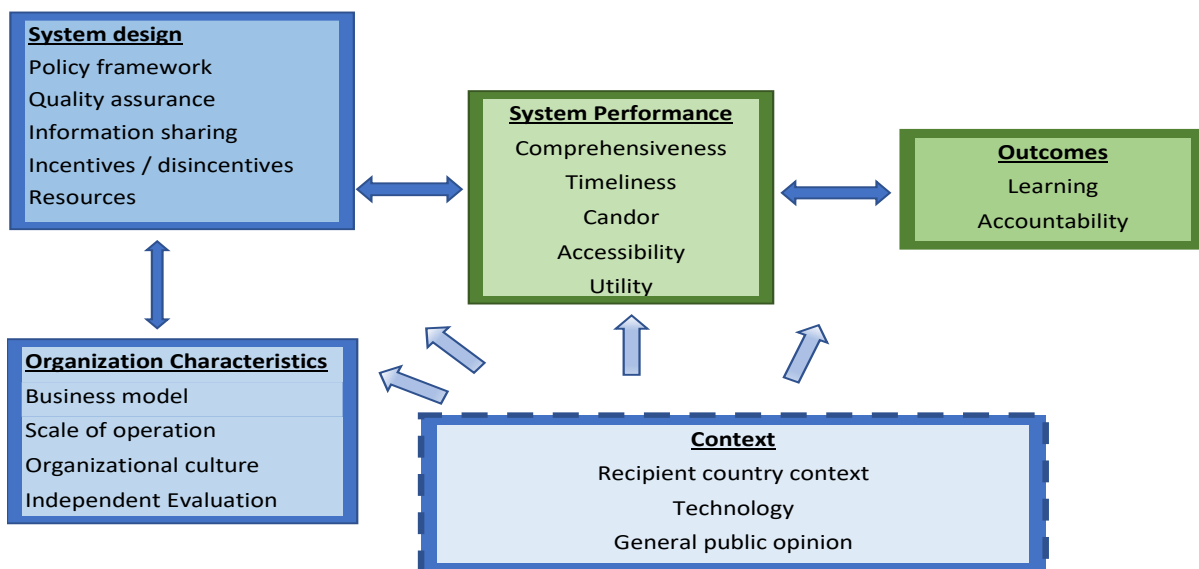 System design
Policy framework
Quality assurance
Information sharing
Incentives / disincentives
Resources
System Performance
Comprehensiveness
Timeliness
Candor
Accessibility
Utility
Outcomes
Learning
Accountability
Organization Characteristics
Business model
Scale of operation
Organizational culture
Independent Evaluation
Context
Recipient country context
Technology
General public opinion